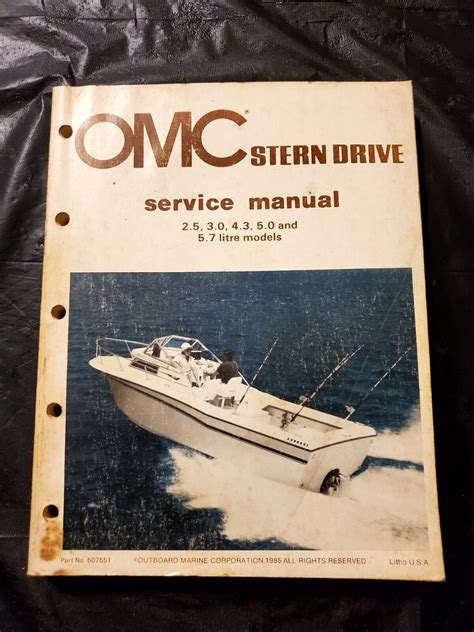 OMC® STERN DRIVE
service manual
2.5, 3.0, 4.3, 5.0 and
5.7 litre models
Part No. 507551 ©OUTBOARD MARINE CORPORATION 1985 ALL RIGHTS RESERVED Litho U.S.A.